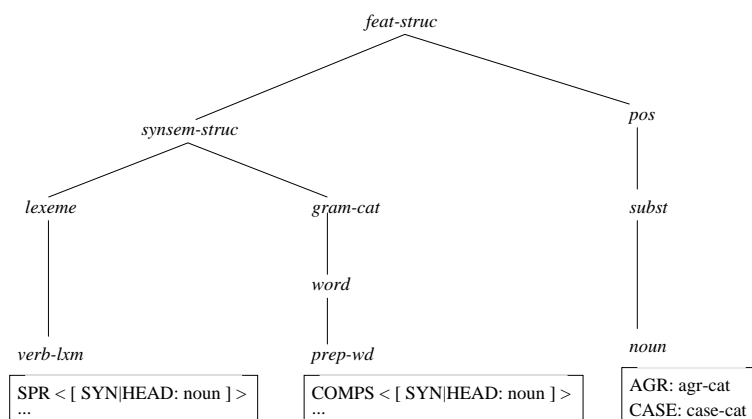 feat-struc
synsem-struc
pos
lexeme
gram-cat
subst
word
verb-lxm
prep-wd
noun
SPR < [ SYN|HEAD: noun ] >
...
COMPS < [ SYN|HEAD: noun ] >
...
AGR: agr-cat
CASE: case-cat